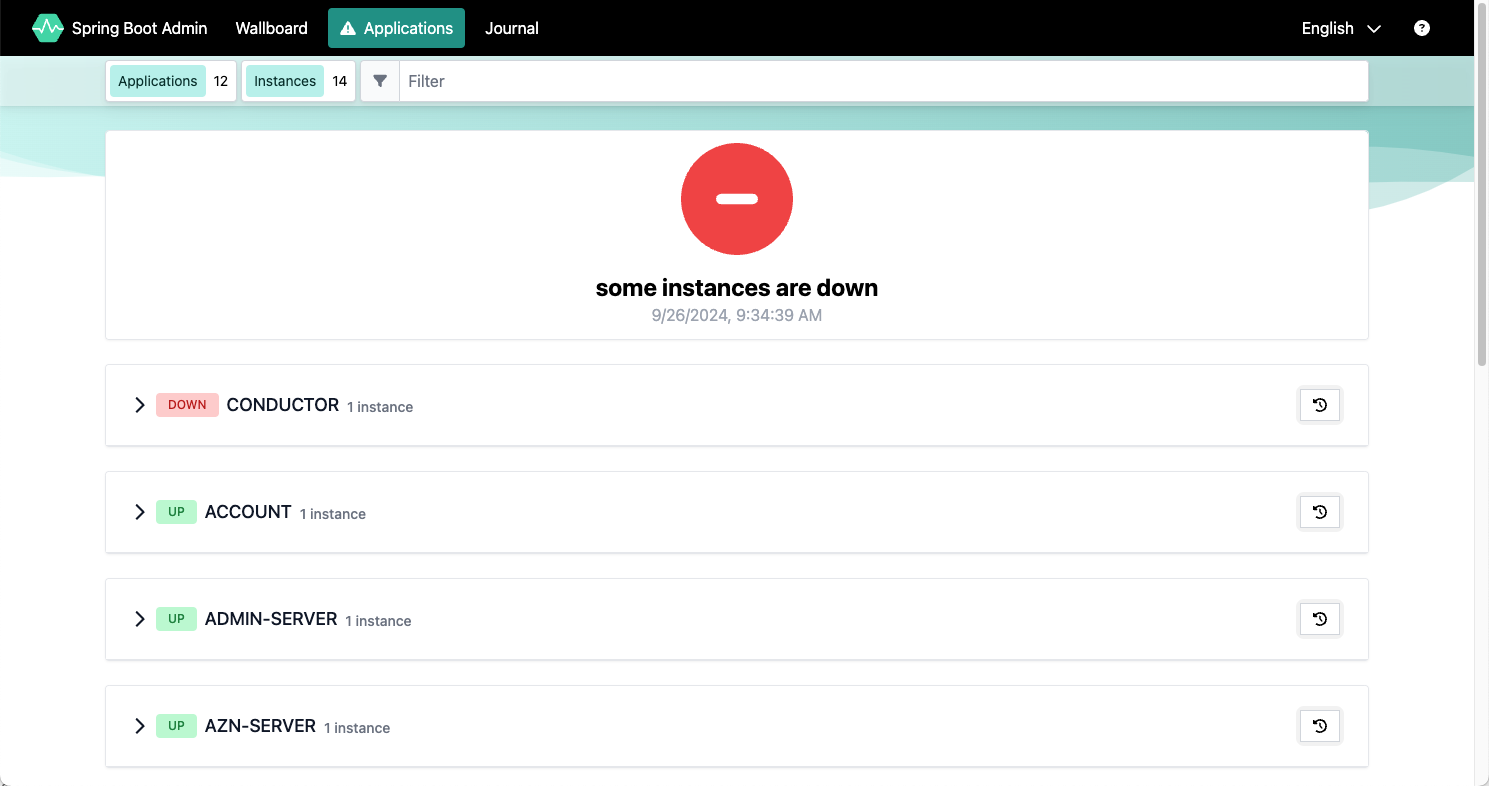 Spring Boot Admin Wallboard Applications Journal English
Applications 12 Instances 14 Filter
some instances are down
9/26/2024, 9:34:39 AM
DOWN CONDUCTOR 1 instance
UP ACCOUNT 1 instance
UP ADMIN-SERVER 1 instance
UP AZN-SERVER 1 instance